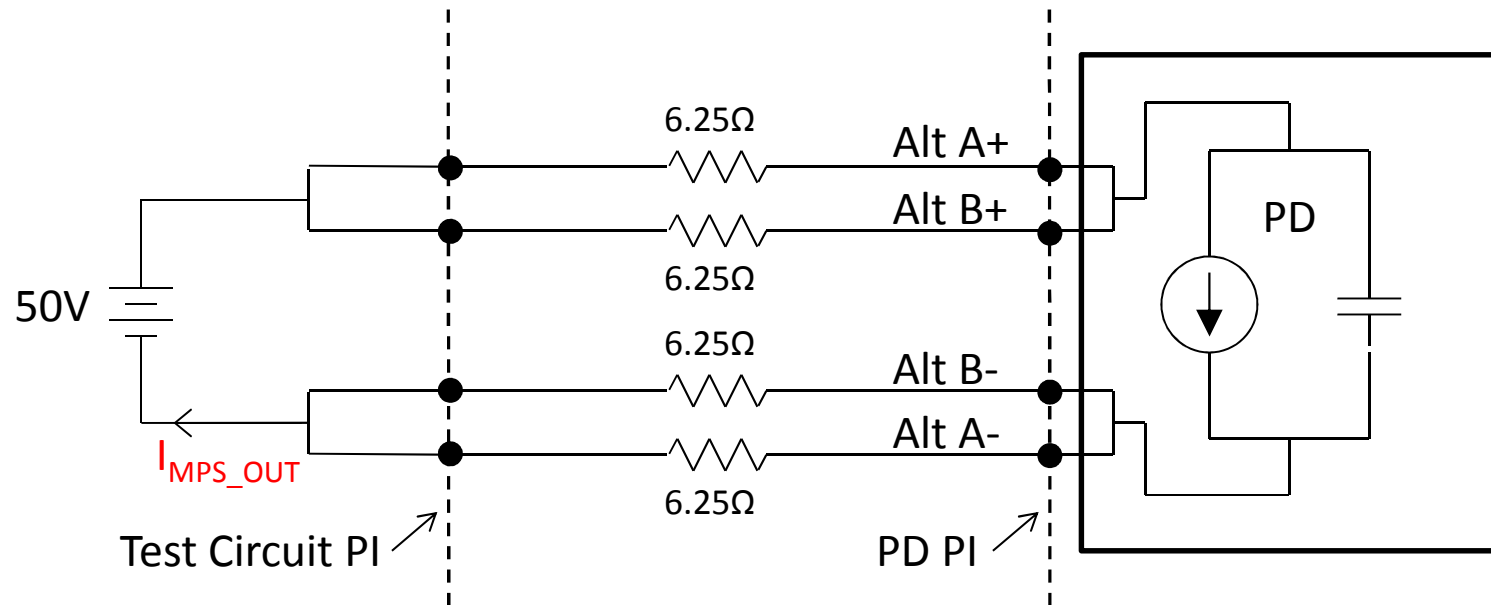 6.25Ω
Alt A+
Alt B+
6.25Ω
PD
50V
6.25Ω
Alt B-
Alt A-
6.25Ω
IMPS_OUT
Test Circuit PI
PD PI